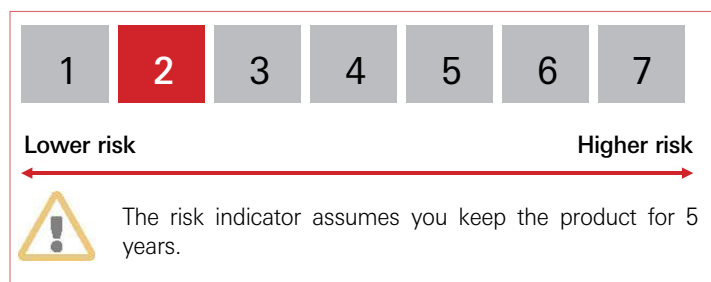 1 2 3 4 5 6 7
Lower risk Higher risk
The risk indicator assumes you keep the product for 5
years.